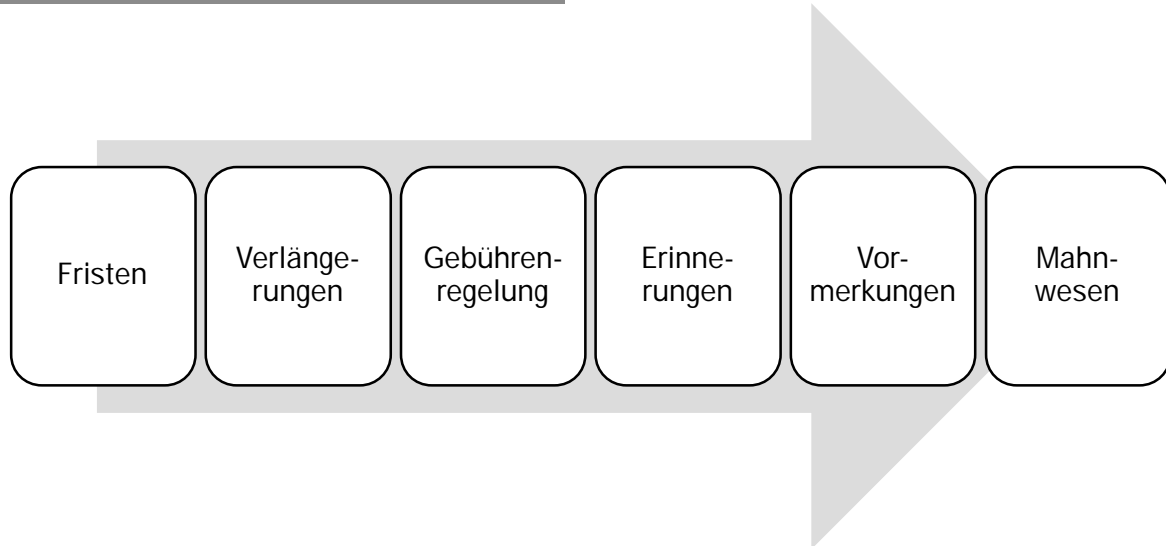 Fristen
Verlänge-
rungen
Gebühren-
regelung
Erinne-
rungen
Vor-
merkungen
Mahn-
wesen